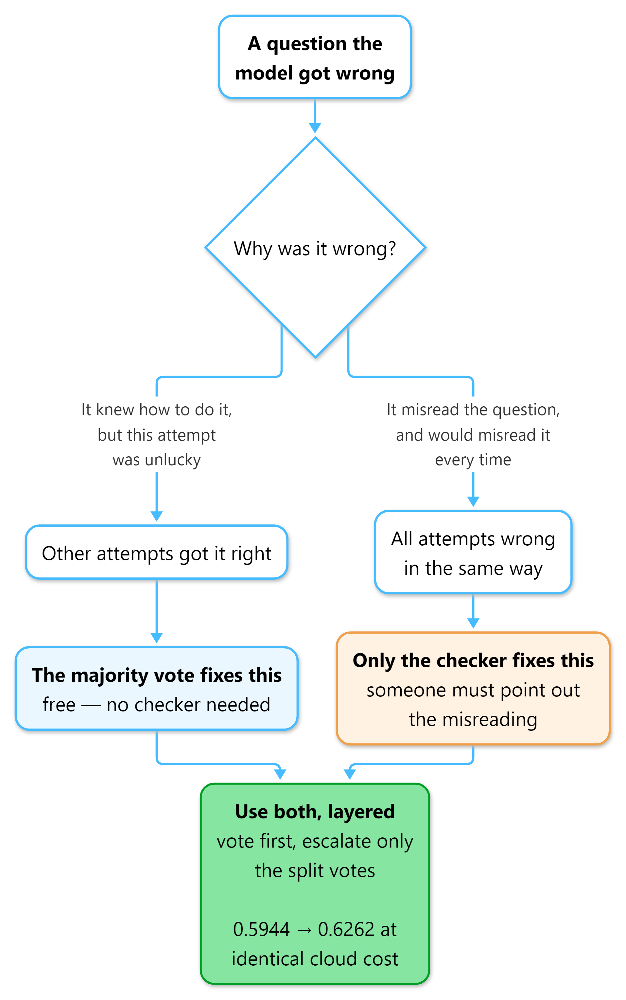 A question the
model got wrong
Why was it wrong?
It knew how to do it,
but this attempt
was unlucky
It misread the question,
and would misread it
every time
Other attempts got it right
All attempts wrong
in the same way
The majority vote fixes this
free — no checker needed
Only the checker fixes this
someone must point out
the misreading
Use both, layered
vote first, escalate only
the split votes
0.5944 → 0.6262 at
identical cloud cost